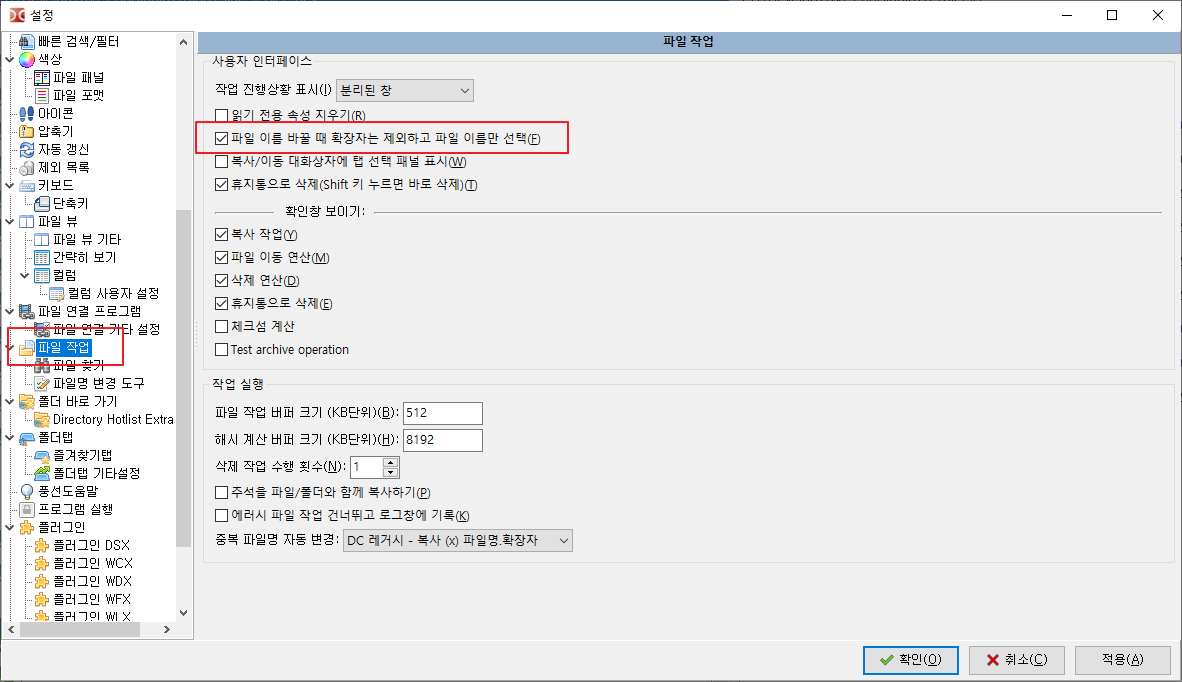 설정
빠른 검색/필터
색상
파일 패널
파일 포맷
아이콘
압축기
자동 갱신
제외 목록
키보드
단축키
파일 뷰
파일 뷰 기타
간략히 보기
컬럼
컬럼 사용자 설정
파일 연결 프로그램
파일 연결 기타 설정
파일 작업
파일 찾기
파일명 변경 도구
폴더 바로 가기
Directory Hotlist Extra
폴더탭
즐겨찾기탭
폴더탭 기타설정
풍선도움말
프로그램 실행
플러그인
플러그인 DSX
플러그인 WCX
플러그인 WDX
플러그인 WFX
플러그인 WLX
파일 작업
사용자 인터페이스
작업 진행상황 표시(J) 분리된 창
읽기 전용 속성 지우기(R)
파일 이름 바꿀 때 확장자는 제외하고 파일 이름만 선택(F)
복사/이동 대화상자에 탭 선택 패널 표시(W)
휴지통으로 삭제(Shift 키 누르면 바로 삭제)(T)
확인창 보이기:
복사 작업(Y)
파일 이동 연산(M)
삭제 연산(D)
휴지통으로 삭제(E)
체크섬 계산
Test archive operation
작업 실행
파일 작업 버퍼 크기 (KB단위)(B): 512
해시 계산 버퍼 크기 (KB단위)(H): 8192
삭제 작업 수행 횟수(N): 1
주석을 파일/폴더와 함께 복사하기(P)
에러시 파일 작업 건너뛰고 로그창에 기록(K)
중복 파일명 자동 변경: DC 레거시 - 복사 (x) 파일명.확장자
확인(O) 취소(C) 적용(A)